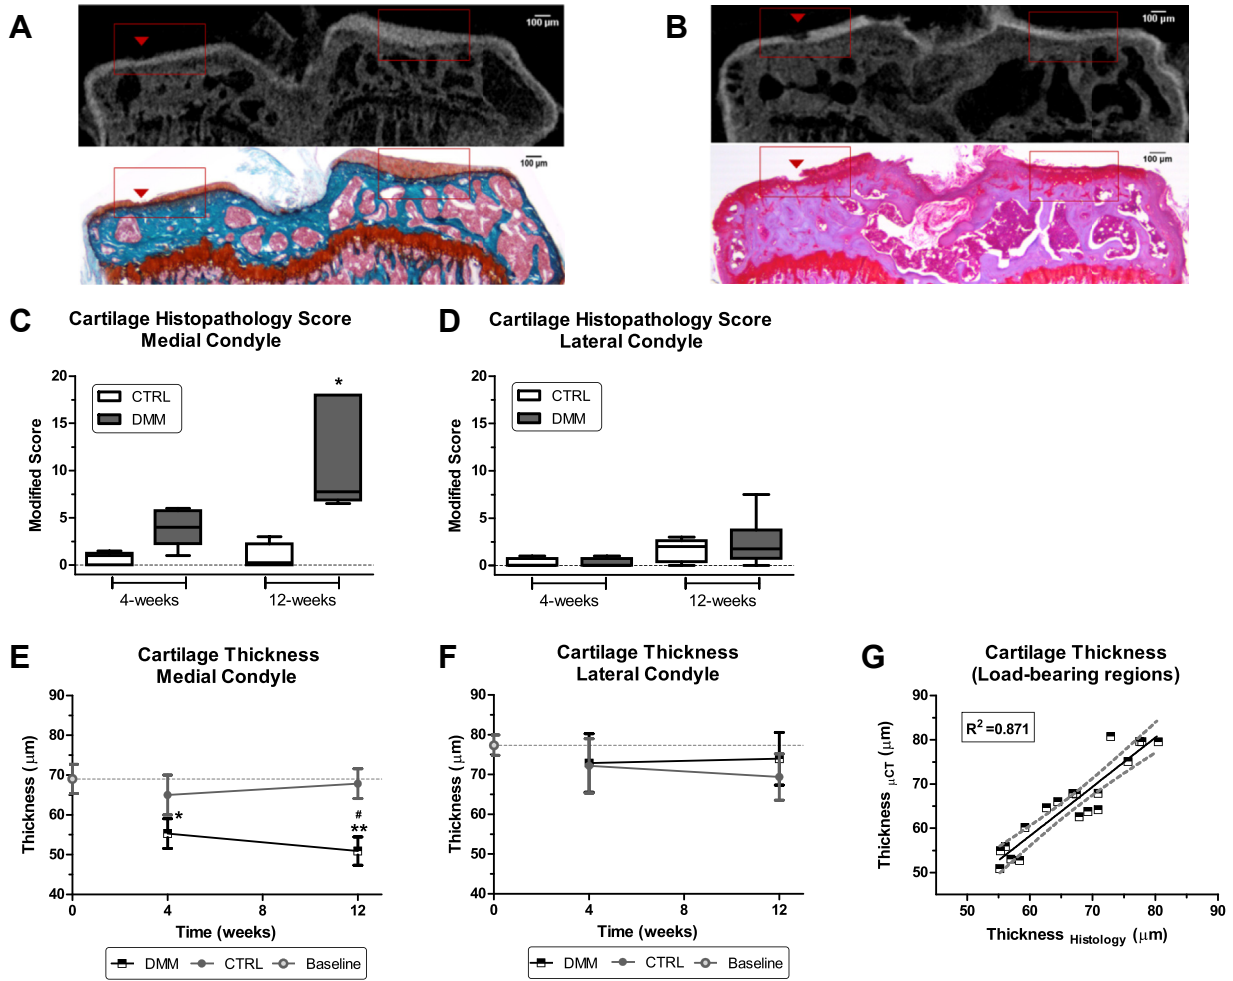 A
100 µm
100 µm
B
100 µm
100 µm
C
Cartilage Histopathology Score
Medial Condyle
20
15
10
5
0
Modified Score
CTRL
DMM
*
4-weeks
12-weeks
D
Cartilage Histopathology Score
Lateral Condyle
20
15
10
5
0
Modified Score
CTRL
DMM
4-weeks
12-weeks
E
Cartilage Thickness
Medial Condyle
90
80
70
60
50
40
Thickness (µm)
*
#
**
0
4
8
12
Time (weeks)
DMM
CTRL
Baseline
F
Cartilage Thickness
Lateral Condyle
90
80
70
60
50
40
Thickness (µm)
0
4
8
12
Time (weeks)
DMM
CTRL
Baseline
G
Cartilage Thickness
(Load-bearing regions)
90
80
70
60
50
Thickness µCT (µm)
R²=0.871
50
60
70
80
90
Thickness Histology (µm)